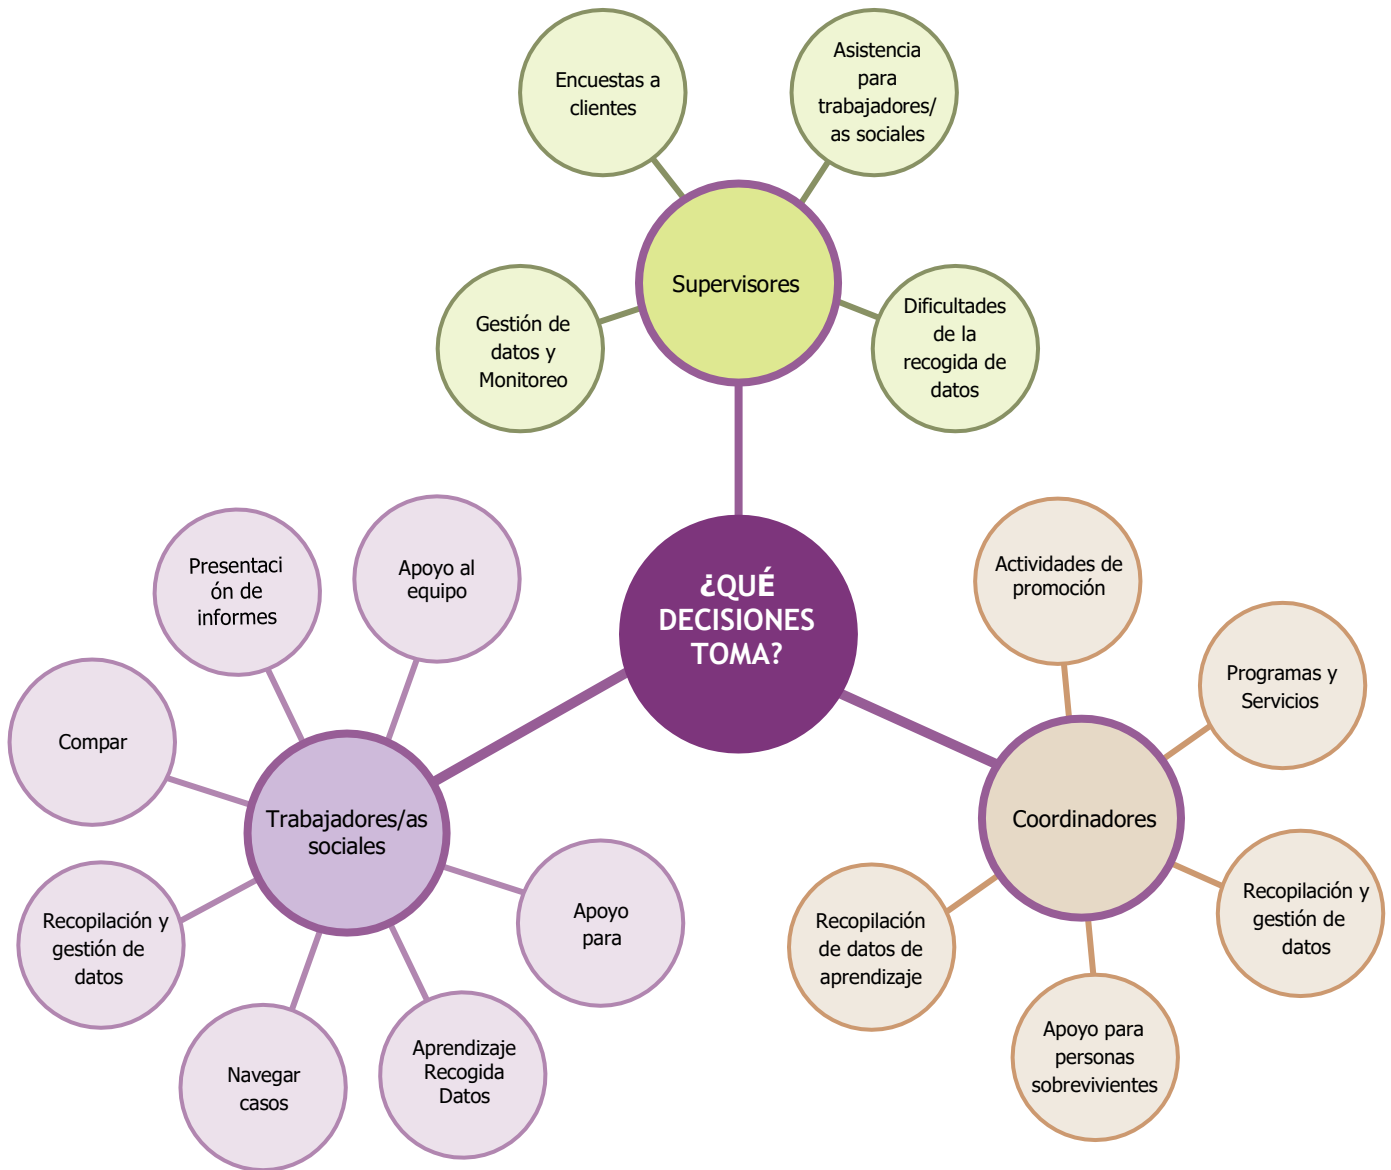 Encuestas a
clientes
Asistencia
para
trabajadores/
as sociales
Supervisores
Gestión de
datos y
Monitoreo
Dificultades
de la
recogida de
datos
¿QUÉ
DECISIONES
TOMA?
Presentaci
ón de
informes
Apoyo al
equipo
Compar
Trabajadores/as
sociales
Recopilación y
gestión de
datos
Navegar
casos
Aprendizaje
Recogida
Datos
Apoyo
para
Actividades de
promoción
Programas y
Servicios
Coordinadores
Recopilación y
gestión de
datos
Recopilación
de datos de
aprendizaje
Apoyo para
personas
sobrevivientes